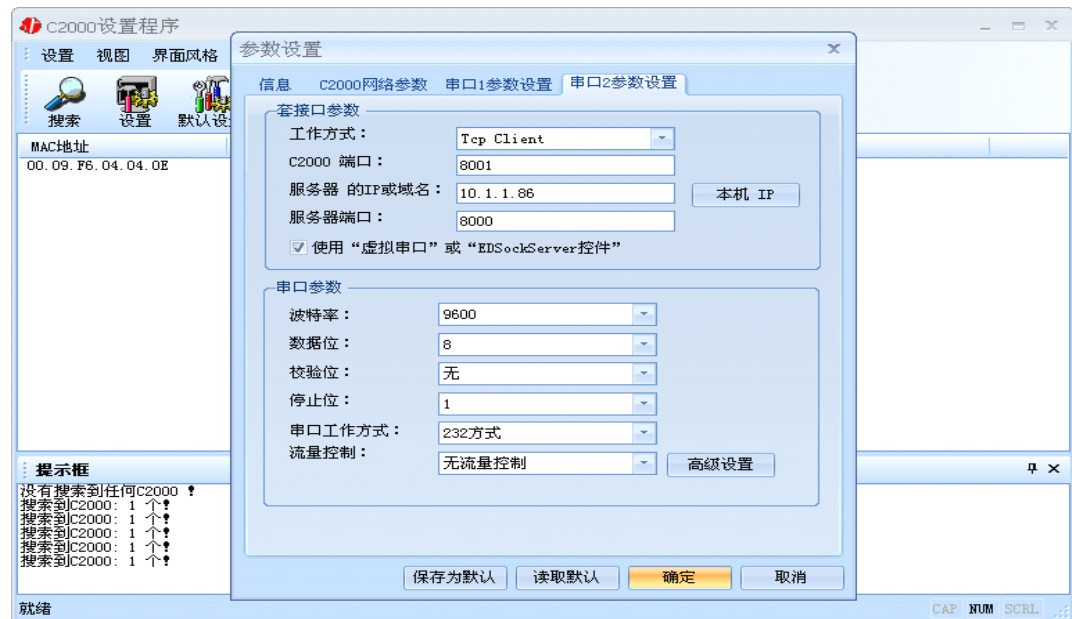 C2000设置程序
设置 视图 界面风格
搜索 设置 默认设
MAC地址
00.09.F6.04.04.0E
参数设置
信息 C2000网络参数 串口1参数设置 串口2参数设置
套接口参数
工作方式： Tcp Client
C2000 端口： 8001
服务器 的IP或域名： 10.1.1.86 本机 IP
服务器端口： 8000
使用“虚拟串口”或“EDSockServer控件”
串口参数
波特率： 9600
数据位： 8
校验位： 无
停止位： 1
串口工作方式： 232方式
流量控制： 无流量控制 高级设置
保存为默认 读取默认 确定 取消
提示框
没有搜索到任何C2000 ！
搜索到C2000: 1 个！
搜索到C2000: 1 个！
搜索到C2000: 1 个！
搜索到C2000: 1 个！
搜索到C2000: 1 个！
就绪 CAP NUM SCRL